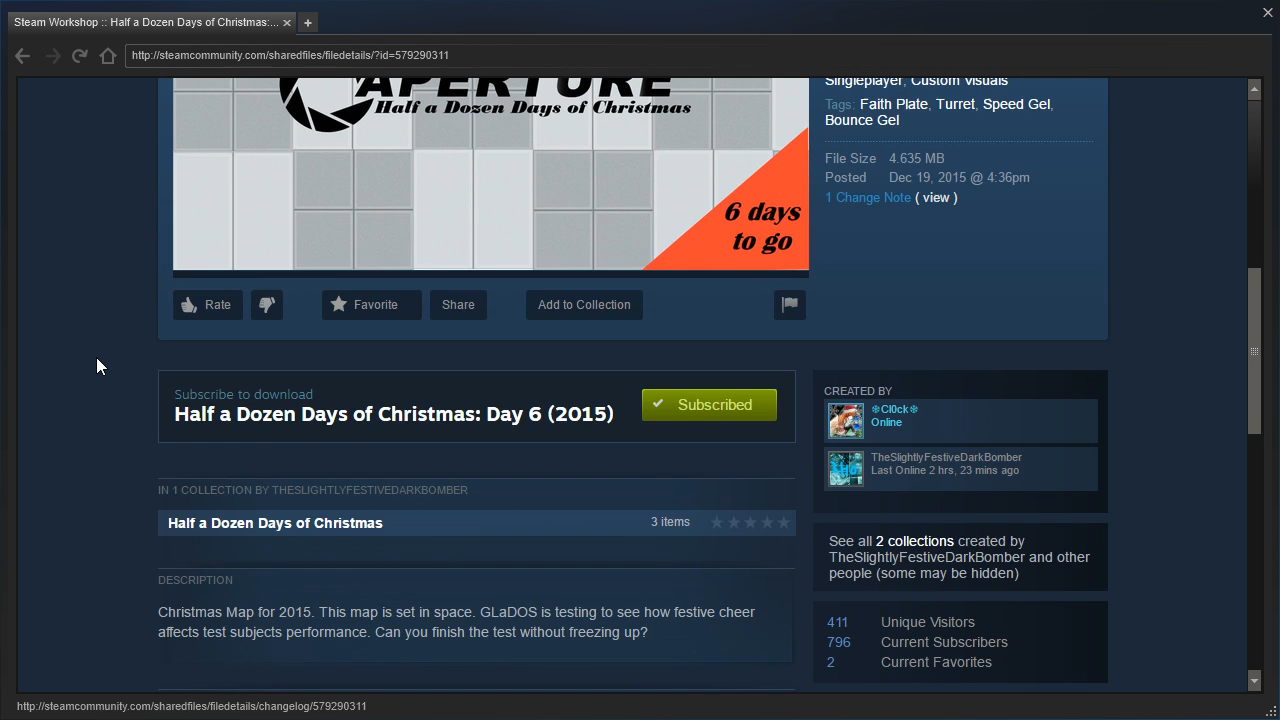 Steam Workshop :: Half a Dozen Days of Christmas:...
http://steamcommunity.com/sharedfiles/filedetails/?id=579290311
APERTURE
Half a Dozen Days of Christmas
6 days
to go
Singleplayer, Custom Visuals
Tags: Faith Plate, Turret, Speed Gel,
Bounce Gel
File Size 4.635 MB
Posted Dec 19, 2015 @ 4:36pm
1 Change Note ( view )
Rate
Favorite
Share
Add to Collection
Subscribe to download
Half a Dozen Days of Christmas: Day 6 (2015)
Subscribed
CREATED BY
❄Cl0ck❄
Online
TheSlightlyFestiveDarkBomber
Last Online 2 hrs, 23 mins ago
IN 1 COLLECTION BY THESLIGHTLYFESTIVEDARKBOMBER
Half a Dozen Days of Christmas
3 items
See all 2 collections created by
TheSlightlyFestiveDarkBomber and other
people (some may be hidden)
DESCRIPTION
Christmas Map for 2015. This map is set in space. GLaDOS is testing to see how festive cheer
affects test subjects performance. Can you finish the test without freezing up?
411 Unique Visitors
796 Current Subscribers
2 Current Favorites
http://steamcommunity.com/sharedfiles/filedetails/changelog/579290311